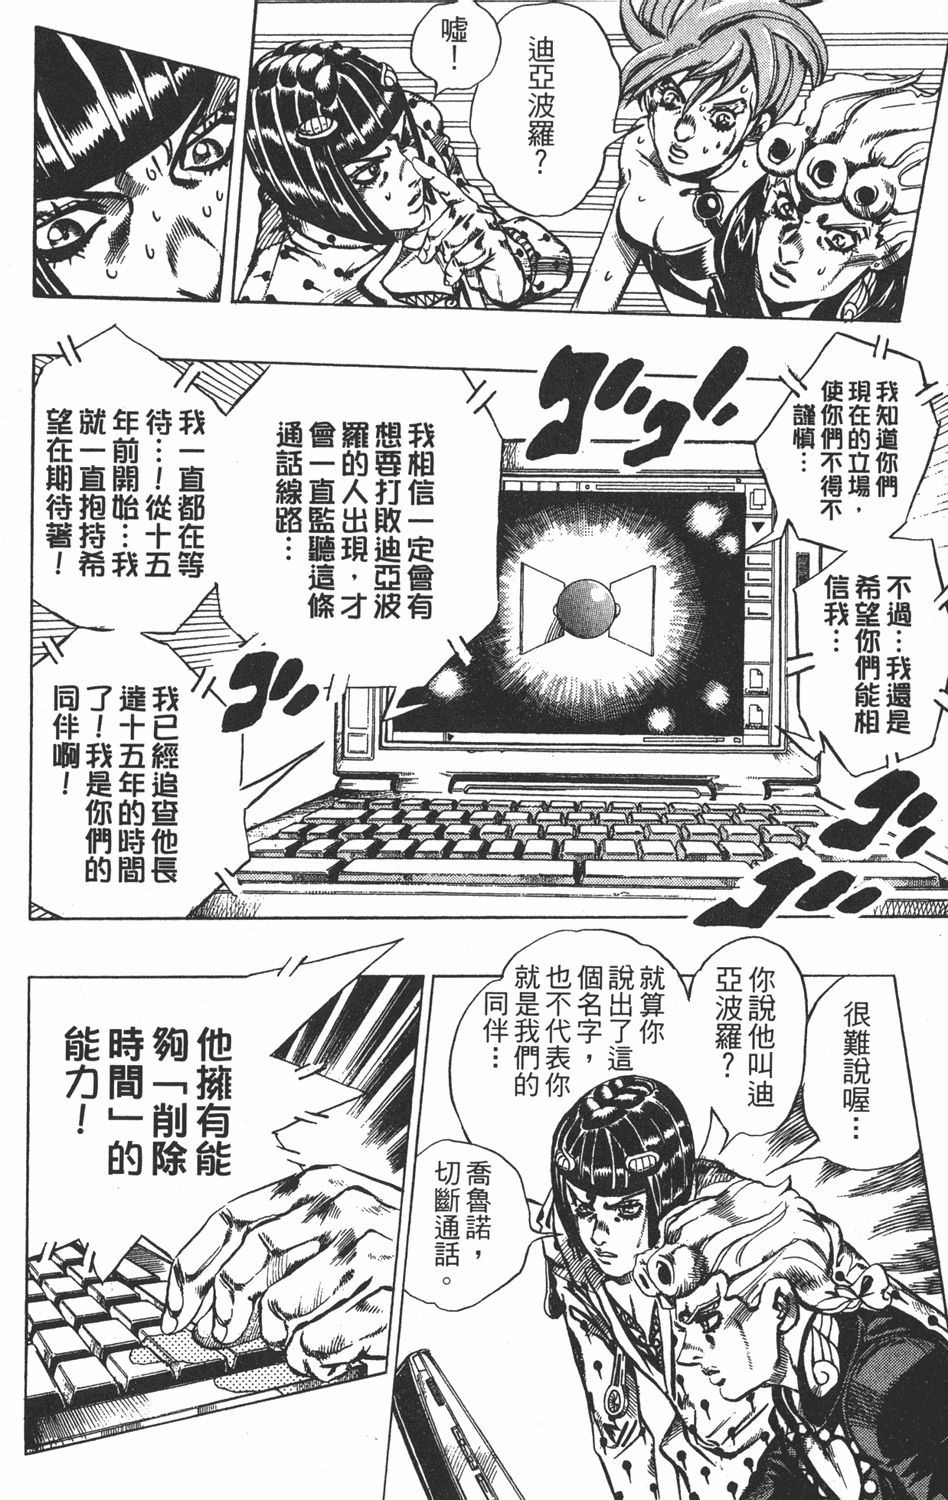 迪亞波羅？
噓！
我知道你們
現在的立場，
使你們不得不
謹慎…
不過…我還是
希望你們能相
信我…
我相信一定會有
想要打敗迪亞波
羅的人出現，才
會一直監聽這條
通話線路…
我一直都在等
待…！從十五
年前開始…我
就一直抱持希
望在期待著！
我已經追查他長
達十五年的時間
了！我是你們的
同伴啊！
ゴゴゴ
ゴゴ
ゴゴ
很難說喔…
你說他叫迪
亞波羅？
就算你
說出了這
個名字，
也不代表你
就是我們的
同伴…
喬魯諾，
切斷通話。
他擁有能
夠「削除
時間」的
能力！